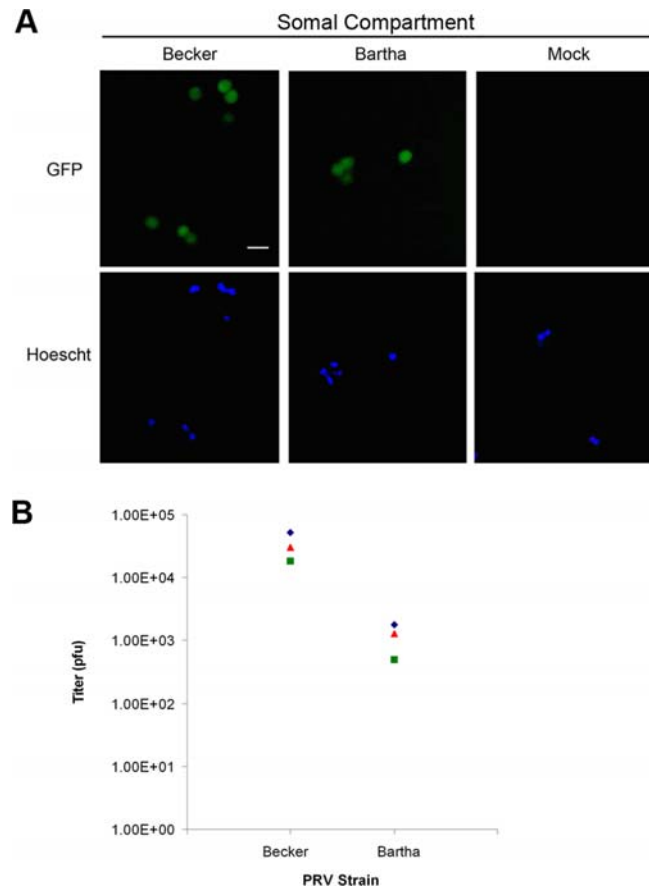 A
Somal Compartment
Becker Bartha Mock
GFP
Hoescht
B
1.00E+05
1.00E+04
1.00E+03
1.00E+02
1.00E+01
1.00E+00
Titer (pfu)
Becker Bartha
PRV Strain